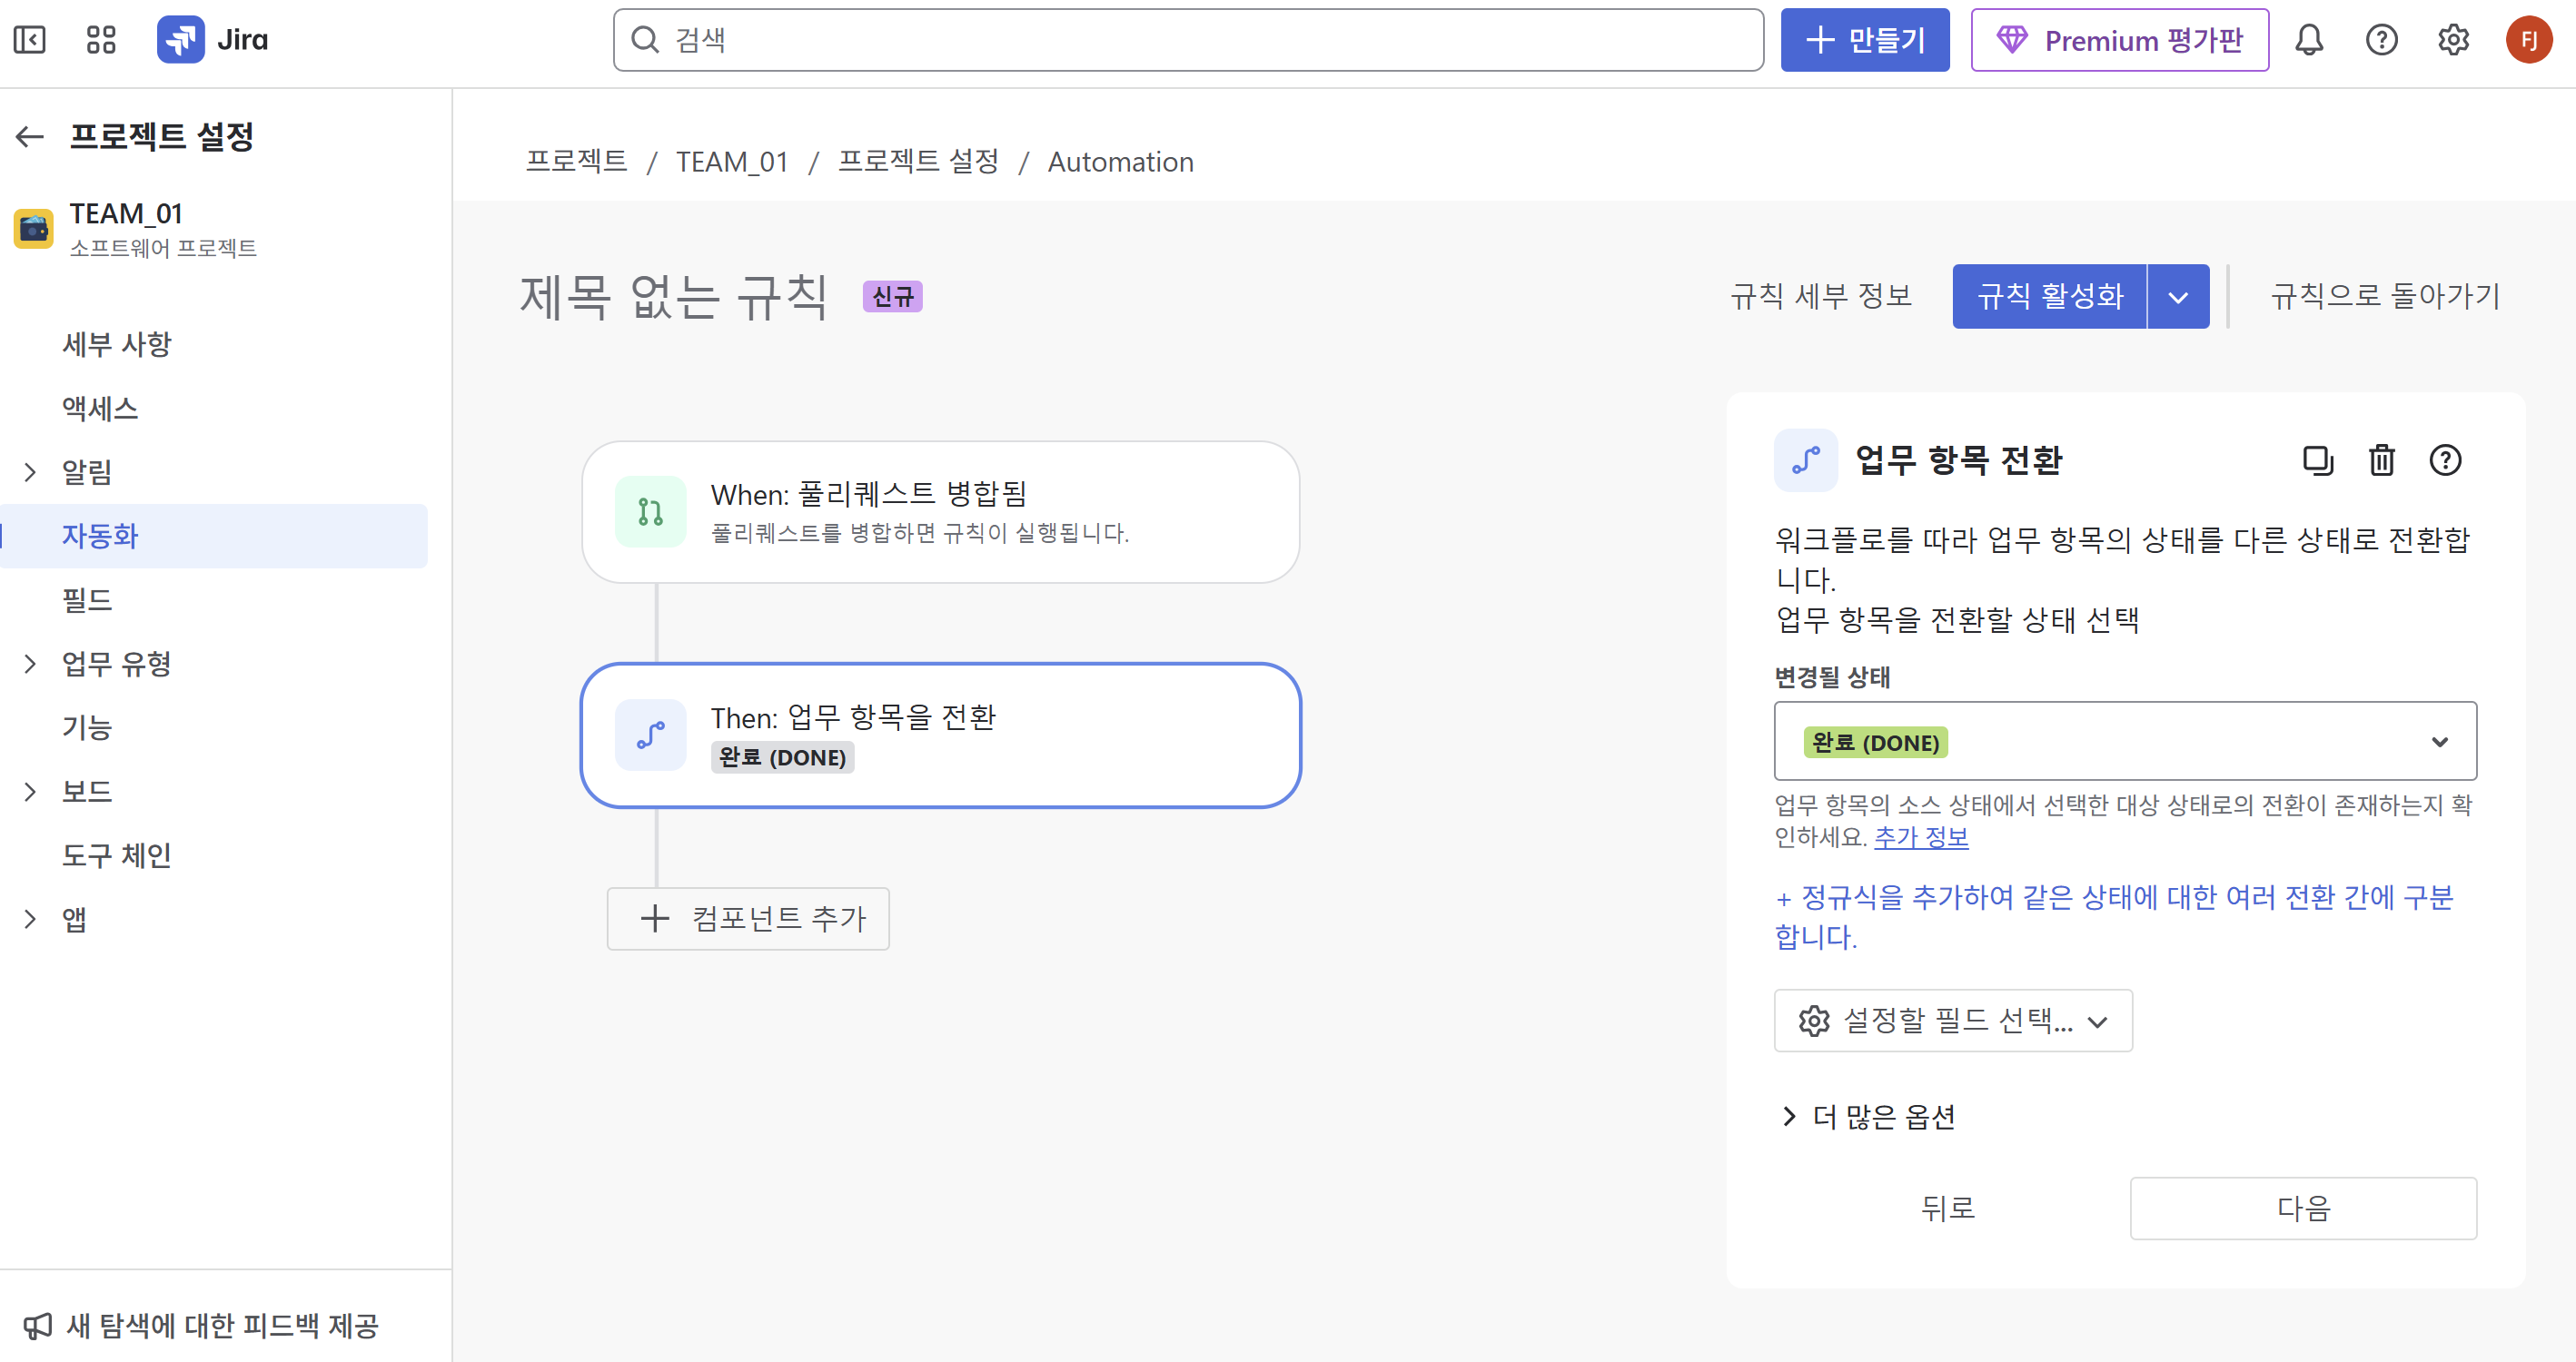 Jira
검색
만들기
Premium 평가판
FJ
프로젝트 설정
TEAM_01
소프트웨어 프로젝트
세부 사항
액세스
알림
자동화
필드
업무 유형
기능
보드
도구 체인
앱
새 탐색에 대한 피드백 제공
프로젝트 / TEAM_01 / 프로젝트 설정 / Automation
제목 없는 규칙 신규
규칙 세부 정보
규칙 활성화
규칙으로 돌아가기
When: 풀리퀘스트 병합됨
풀리퀘스트를 병합하면 규칙이 실행됩니다.
Then: 업무 항목을 전환
완료 (DONE)
컴포넌트 추가
업무 항목 전환
워크플로를 따라 업무 항목의 상태를 다른 상태로 전환합
니다.
업무 항목을 전환할 상태 선택
변경될 상태
완료 (DONE)
업무 항목의 소스 상태에서 선택한 대상 상태로의 전환이 존재하는지 확
인하세요. 추가 정보
+ 정규식을 추가하여 같은 상태에 대한 여러 전환 간에 구분
합니다.
설정할 필드 선택...
더 많은 옵션
뒤로
다음